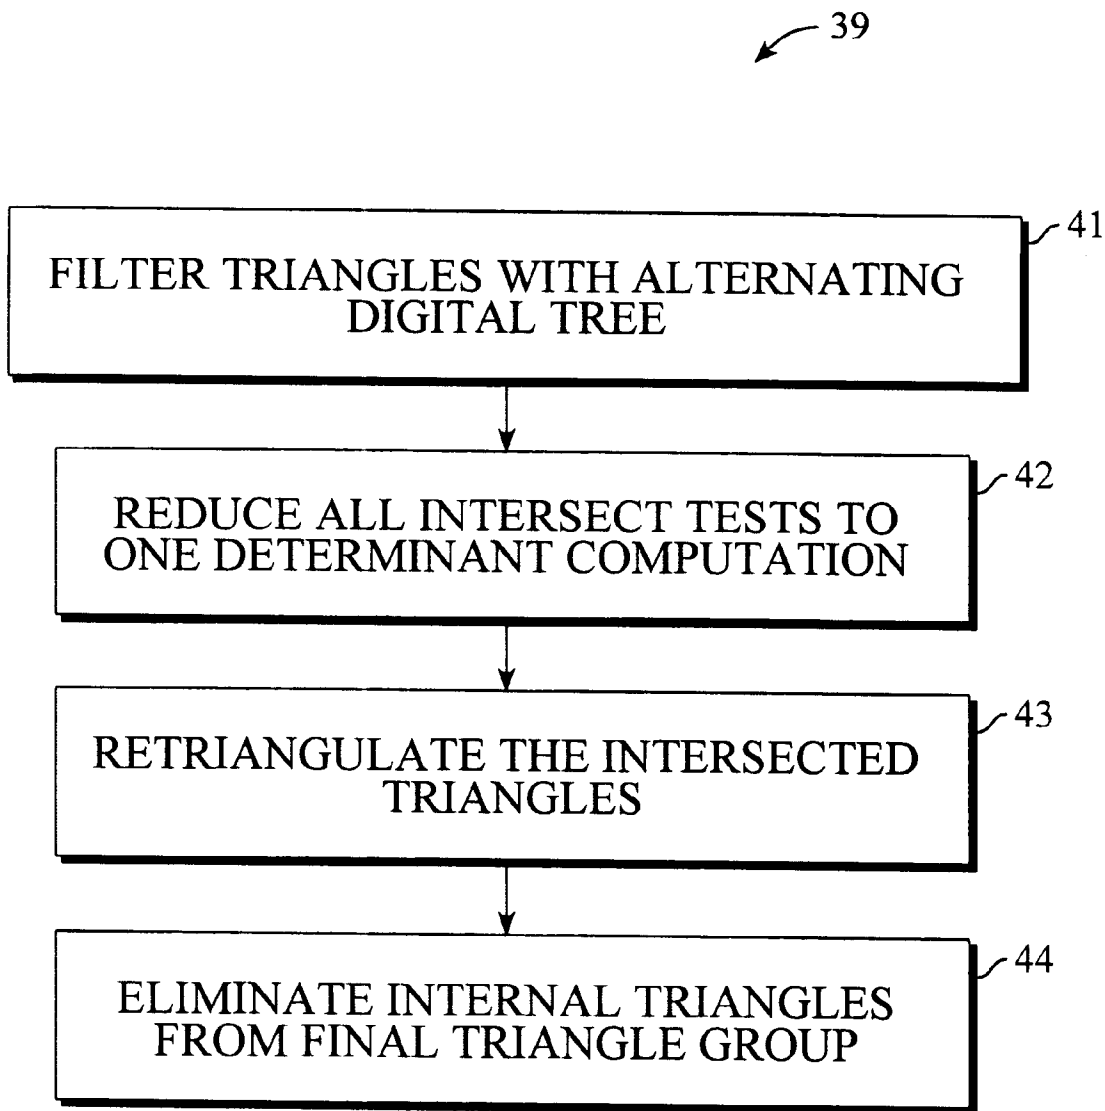 39
41
FILTER TRIANGLES WITH ALTERNATING
DIGITAL TREE
42
REDUCE ALL INTERSECT TESTS TO
ONE DETERMINANT COMPUTATION
43
RETRIANGULATE THE INTERSECTED
TRIANGLES
44
ELIMINATE INTERNAL TRIANGLES
FROM FINAL TRIANGLE GROUP